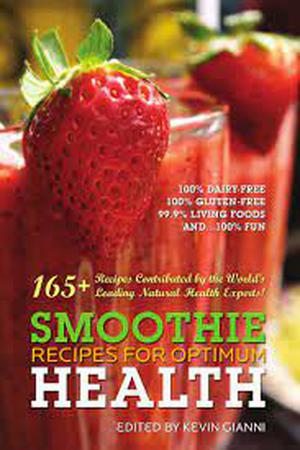 100% DAIRY-FREE
100% GLUTEN-FREE
99.9% LIVING FOODS
AND...100% FUN
165+ Recipes Contributed by the World's
Leading Natural Health Experts!
SMOOTHIE
RECIPES FOR OPTIMUM
HEALTH
EDITED BY KEVIN GIANNI